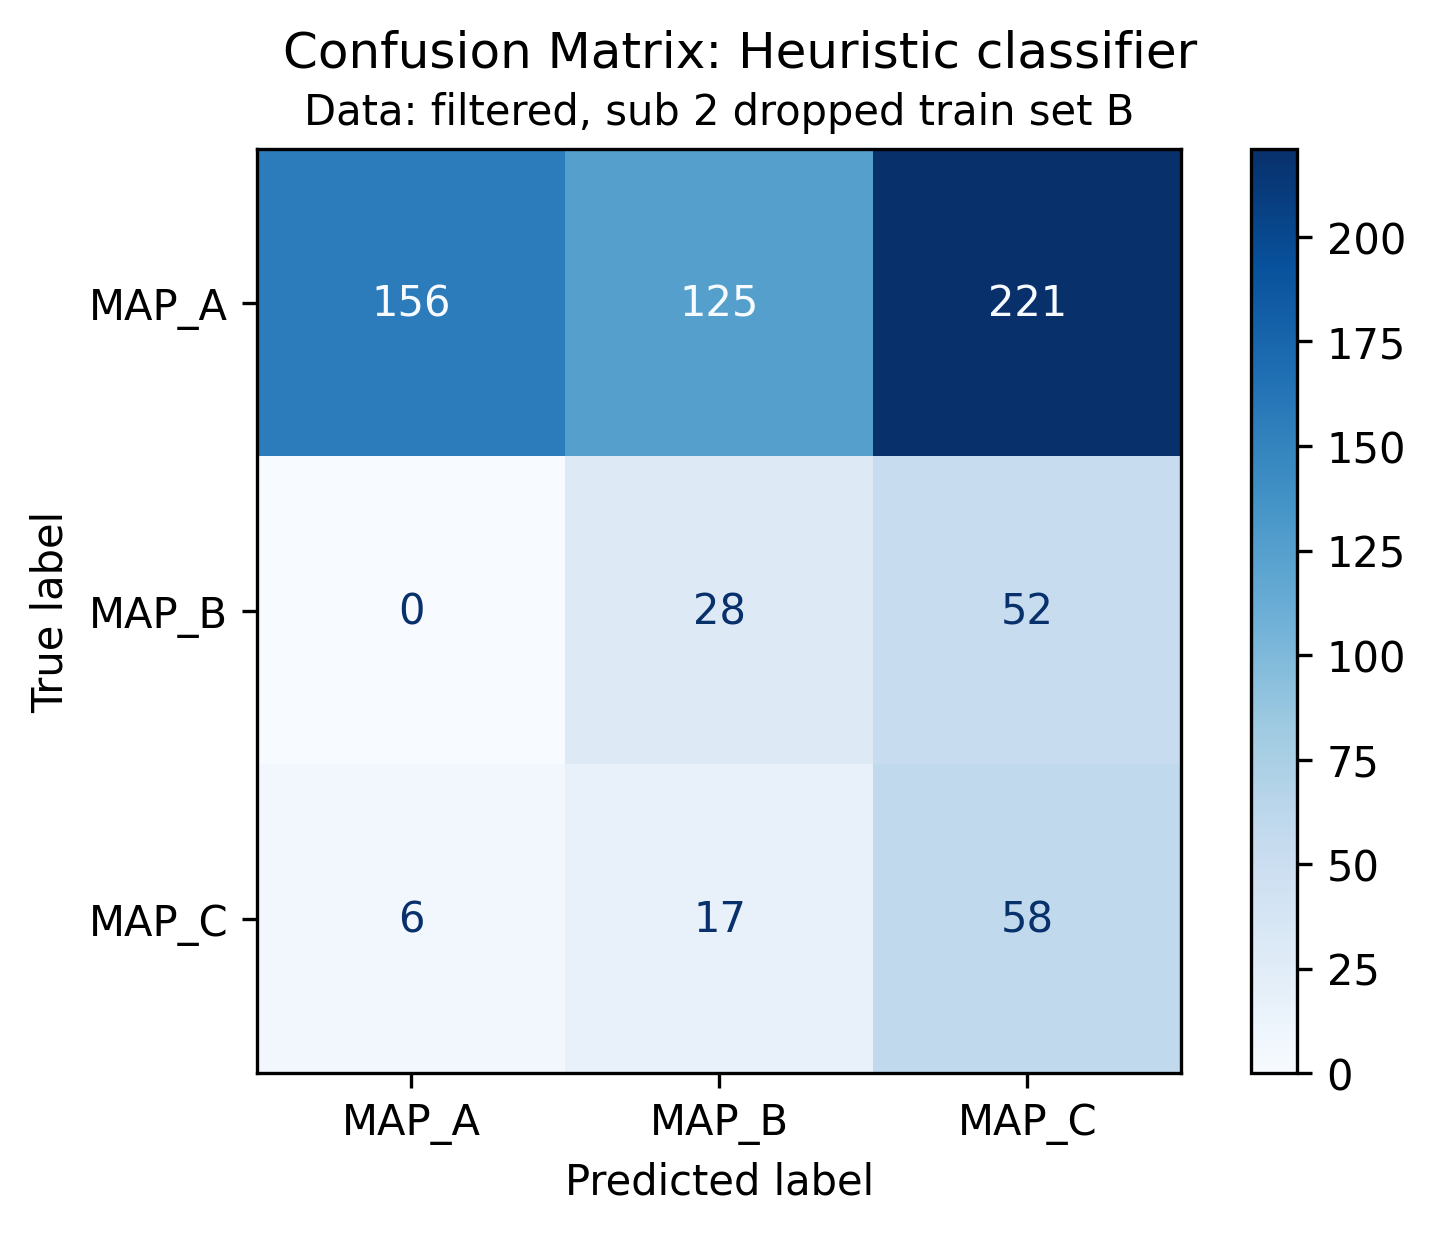 Confusion Matrix: Heuristic classifier
Data: filtered, sub 2 dropped train set B
True label
MAP_A
156
125
221
MAP_B
0
28
52
MAP_C
6
17
58
MAP_A
MAP_B
MAP_C
Predicted label
200
175
150
125
100
75
50
25
0